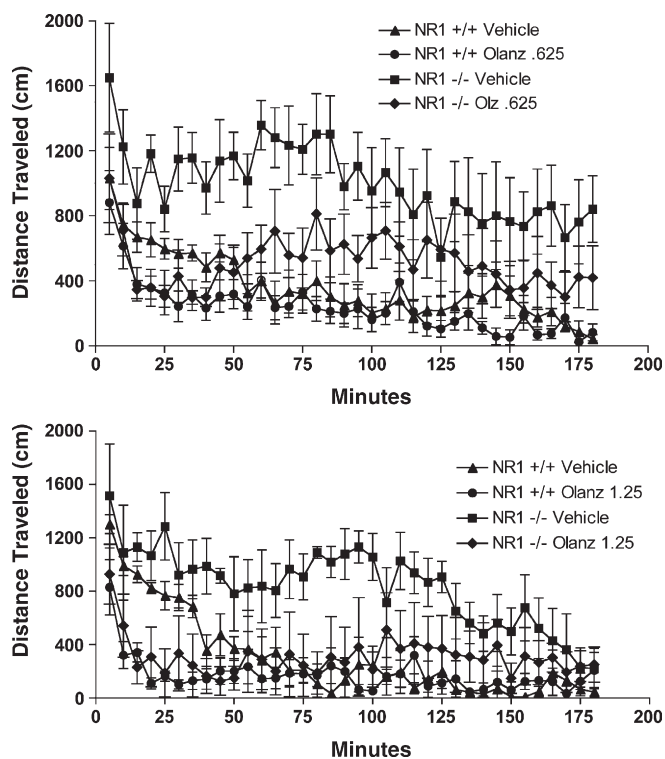 2000
1600
1200
800
400
0
Distance Traveled (cm)
NR1 +/+ Vehicle
NR1 +/+ Olanz .625
NR1 -/- Vehicle
NR1 -/- Olz .625
0 25 50 75 100 125 150 175 200
Minutes
2000
1600
1200
800
400
0
Distance Traveled (cm)
NR1 +/+ Vehicle
NR1 +/+ Olanz 1.25
NR1 -/- Vehicle
NR1 -/- Olanz 1.25
0 25 50 75 100 125 150 175 200
Minutes